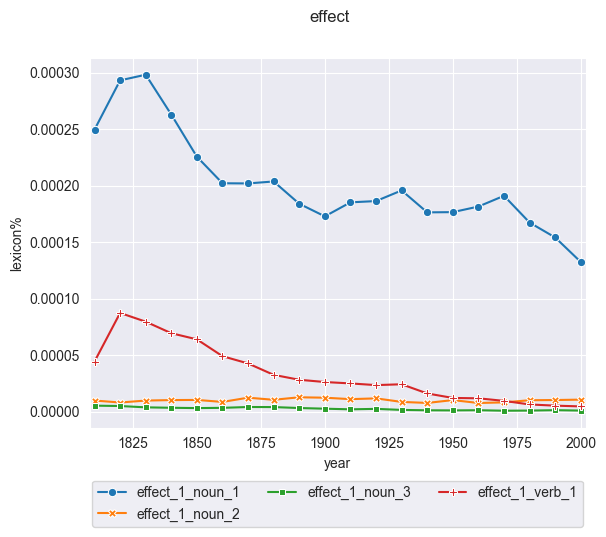 effect
0.00030
0.00025
0.00020
0.00015
0.00010
0.00005
0.00000
lexicon%
1825 1850 1875 1900 1925 1950 1975 2000
year
effect_1_noun_1 effect_1_noun_3 effect_1_verb_1
effect_1_noun_2